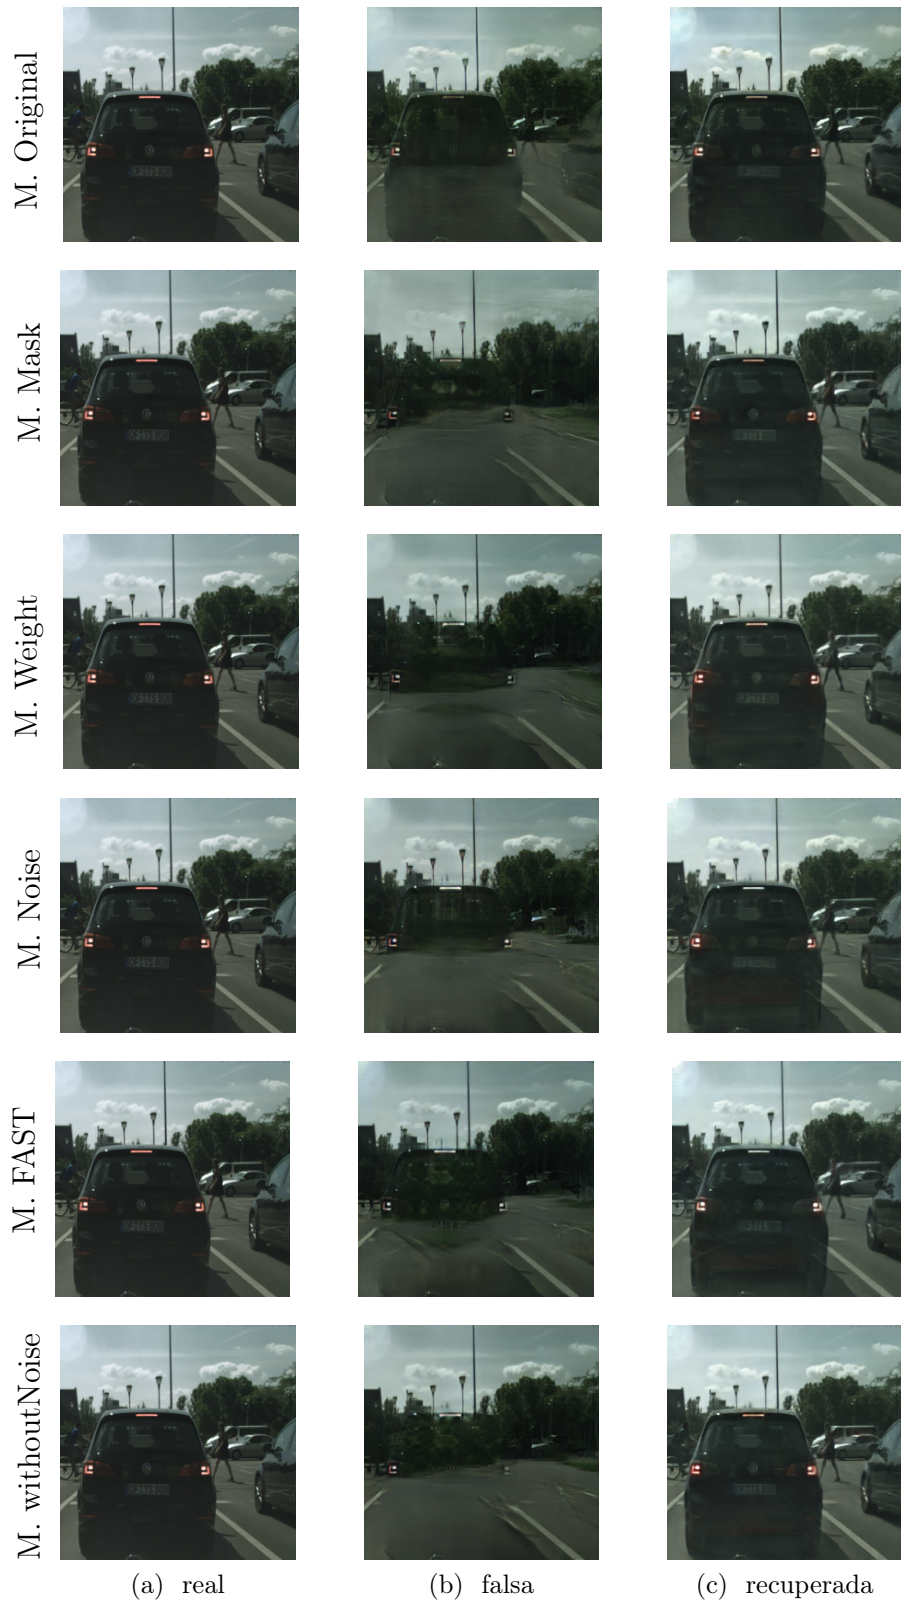 M. Original
M. Mask
M. Weight
M. Noise
M. FAST
M. withoutNoise
(a) real
(b) falsa
(c) recuperada